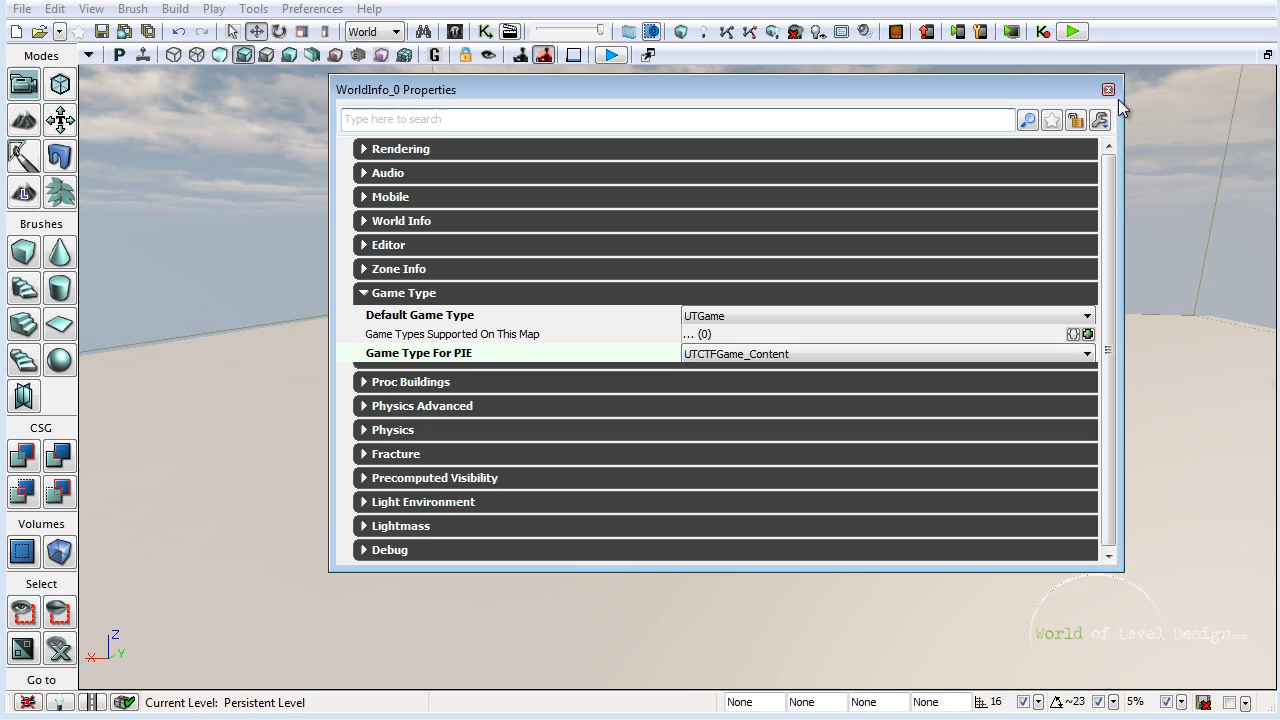 File Edit View Brush Build Play Tools Preferences Help
World
Modes
P G
L
Brushes
CSG
Volumes
Select
Go to
WorldInfo_0 Properties
Type here to search
Rendering
Audio
Mobile
World Info
Editor
Zone Info
Game Type
Default Game Type UTGame
Game Types Supported On This Map ... (0)
Game Type For PIE UTCTFGame_Content
Proc Buildings
Physics Advanced
Physics
Fracture
Precomputed Visibility
Light Environment
Lightmass
Debug
World of Level Design
Z
X Y
Current Level: Persistent Level None None None None 16 ~23 5%